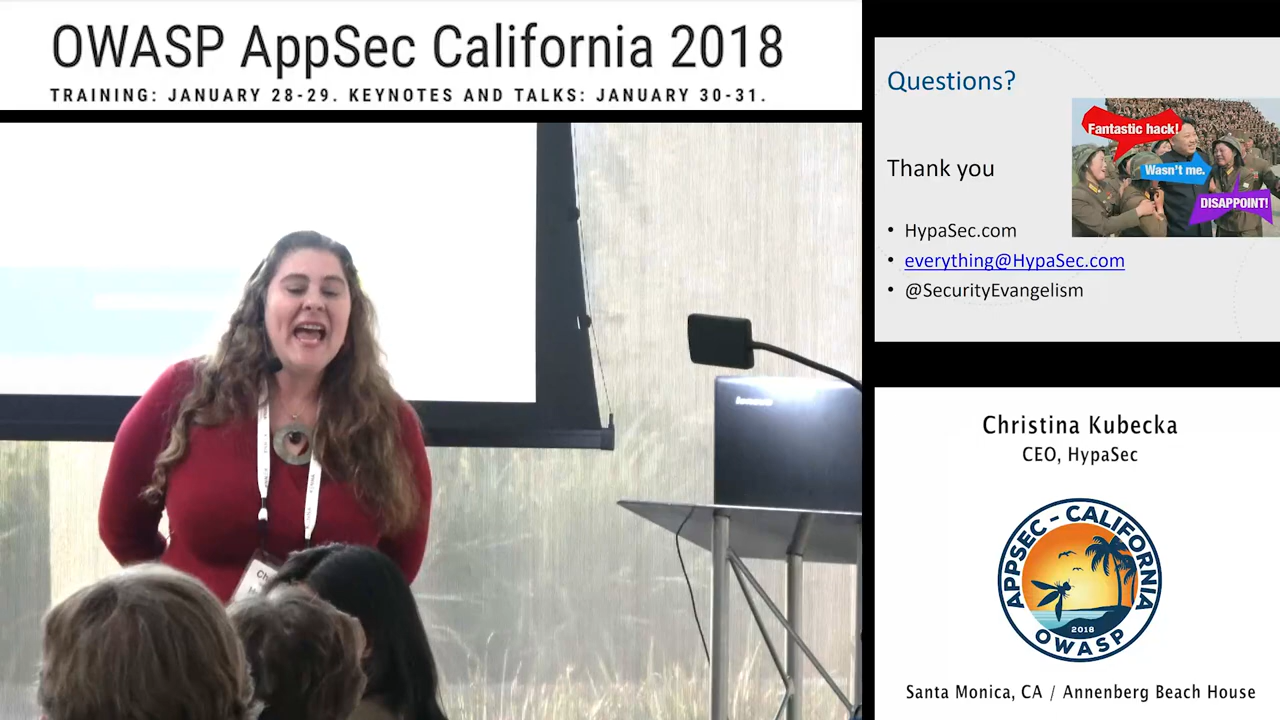 OWASP AppSec California 2018
TRAINING: JANUARY 28-29. KEYNOTES AND TALKS: JANUARY 30-31.
Questions?
Fantastic hack!
Wasn't me.
DISAPPOINT!
Thank you
• HypaSec.com
• everything@HypaSec.com
• @SecurityEvangelism
lenovo
Ch
Christina Kubecka
CEO, HypaSec
APPSEC - CALIFORNIA
2018
OWASP
Santa Monica, CA / Annenberg Beach House